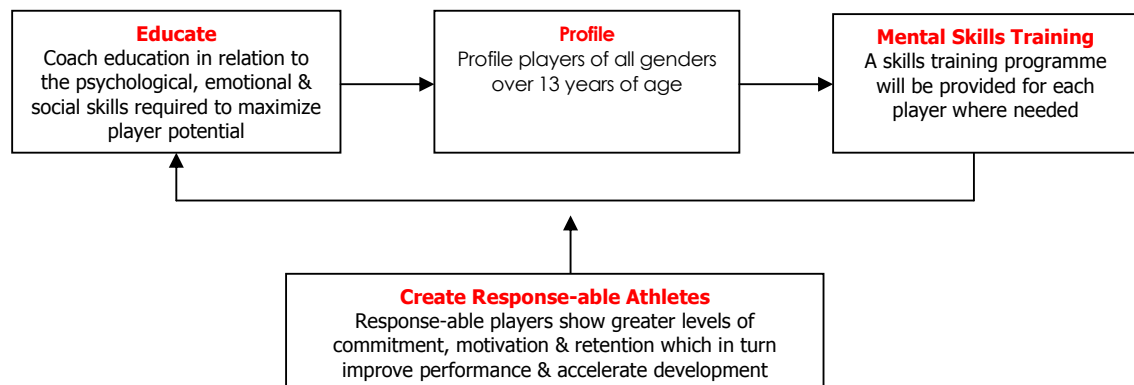 Educate
Coach education in relation to
the psychological, emotional &
social skills required to maximize
player potential
Profile
Profile players of all genders
over 13 years of age
Mental Skills Training
A skills training programme
will be provided for each
player where needed
Create Response-able Athletes
Response-able players show greater levels of
commitment, motivation & retention which in turn
improve performance & accelerate development